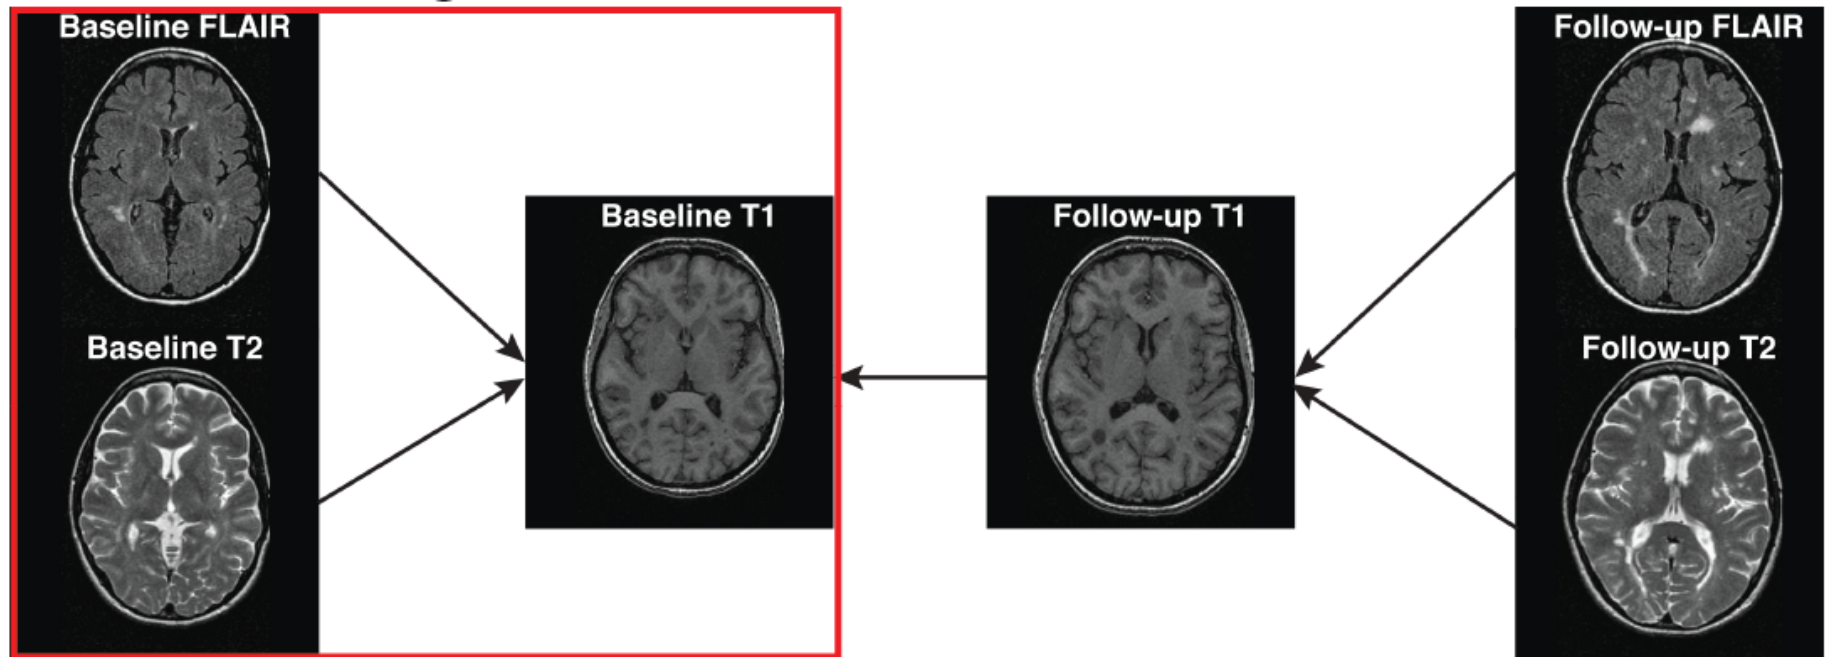 Baseline FLAIR
Baseline T2
Baseline T1
Follow-up T1
Follow-up FLAIR
Follow-up T2